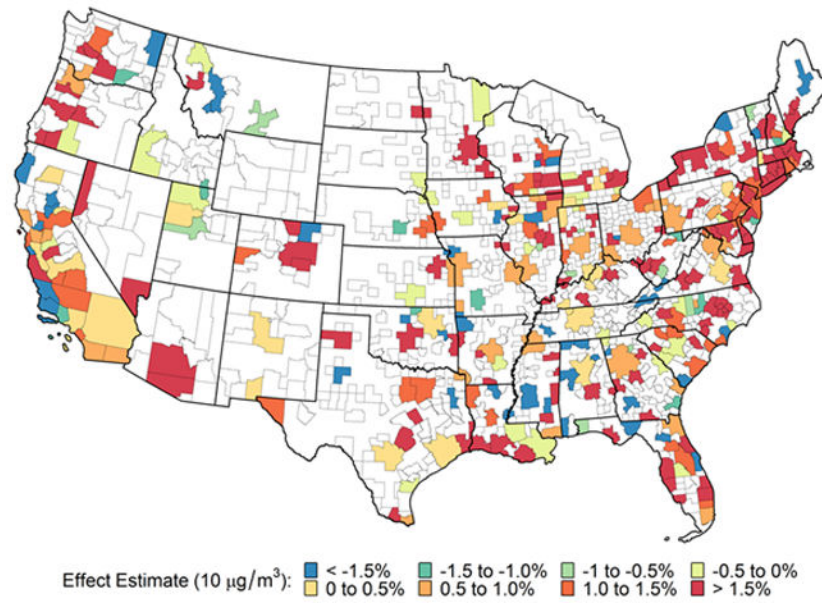 Effect Estimate (10 μg/m³): < -1.5% -1.5 to -1.0% -1 to -0.5% -0.5 to 0%
0 to 0.5% 0.5 to 1.0% 1.0 to 1.5% > 1.5%